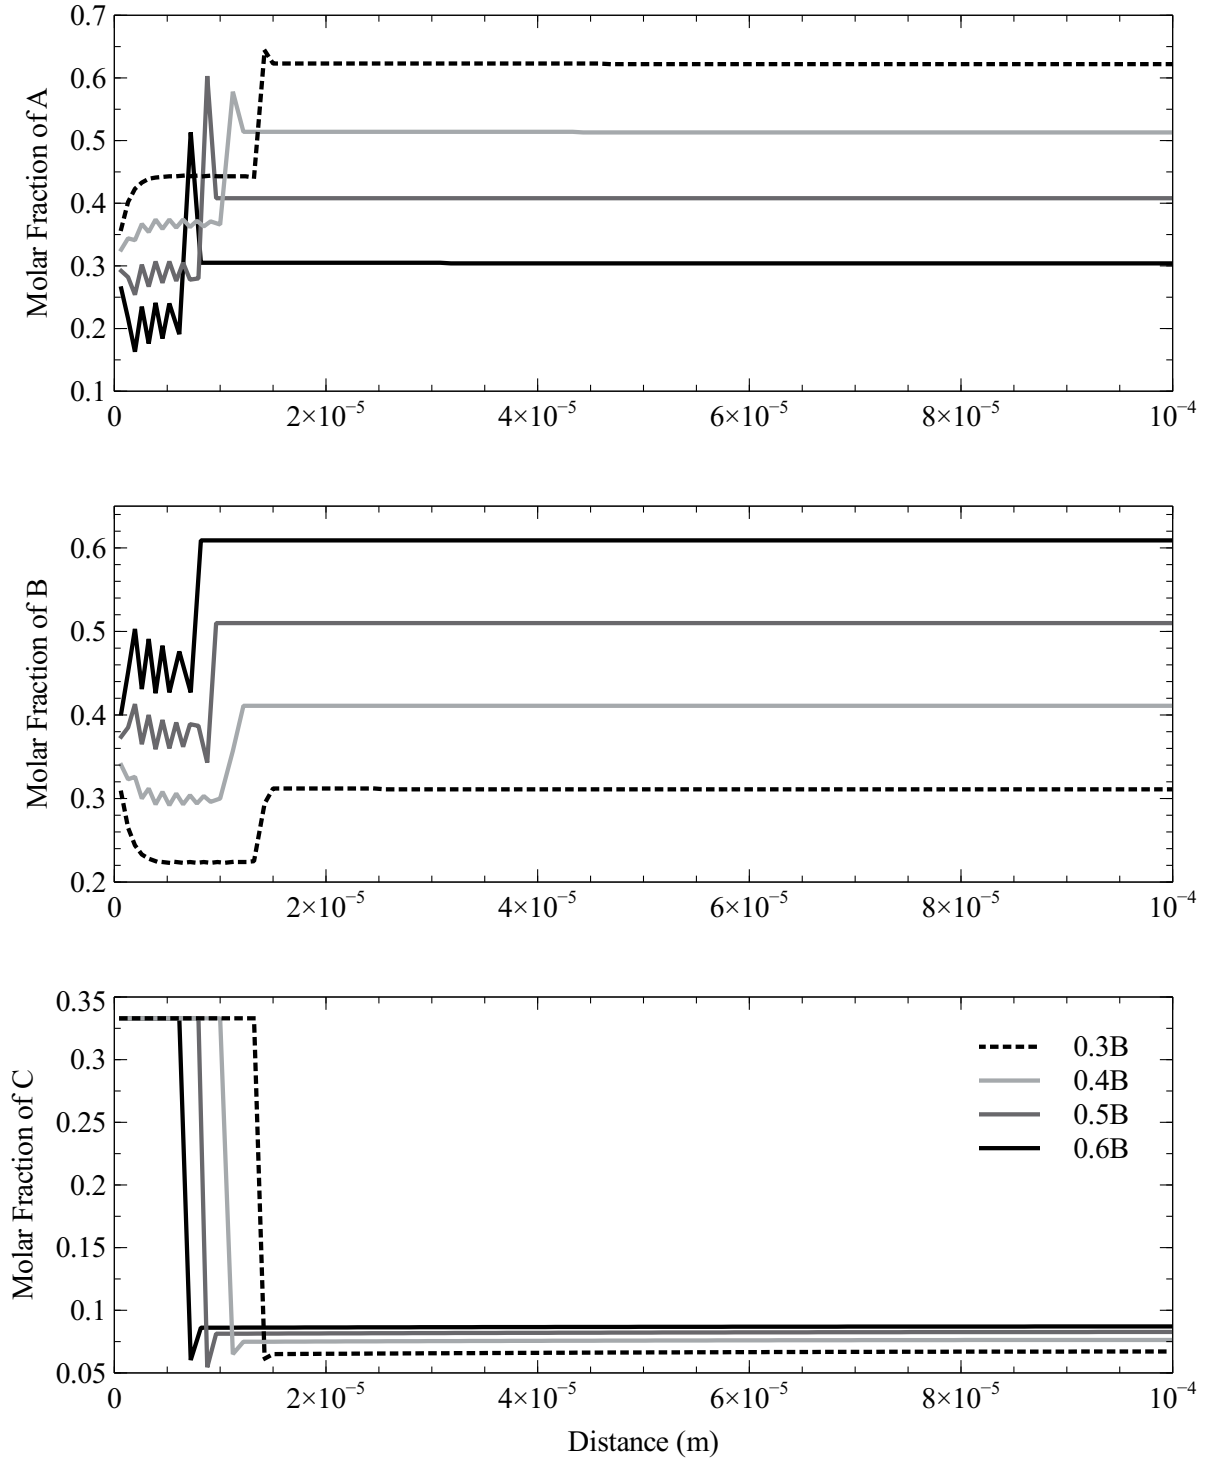 0.7
0.6
0.5
0.4
0.3
0.2
0.1
Molar Fraction of A
0 2×10⁻⁵ 4×10⁻⁵ 6×10⁻⁵ 8×10⁻⁵ 10⁻⁴
0.6
0.5
0.4
0.3
0.2
Molar Fraction of B
0 2×10⁻⁵ 4×10⁻⁵ 6×10⁻⁵ 8×10⁻⁵ 10⁻⁴
0.35
0.3
0.25
0.2
0.15
0.1
0.05
Molar Fraction of C
0.3B
0.4B
0.5B
0.6B
0 2×10⁻⁵ 4×10⁻⁵ 6×10⁻⁵ 8×10⁻⁵ 10⁻⁴
Distance (m)